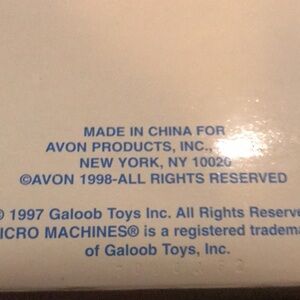 MADE IN CHINA FOR
AVON PRODUCTS, INC.,
NEW YORK, NY 10020
©AVON 1998-ALL RIGHTS RESERVED
© 1997 Galoob Toys Inc. All Rights Reserve
ICRO MACHINES® is a registered tradema
of Galoob Toys, Inc.